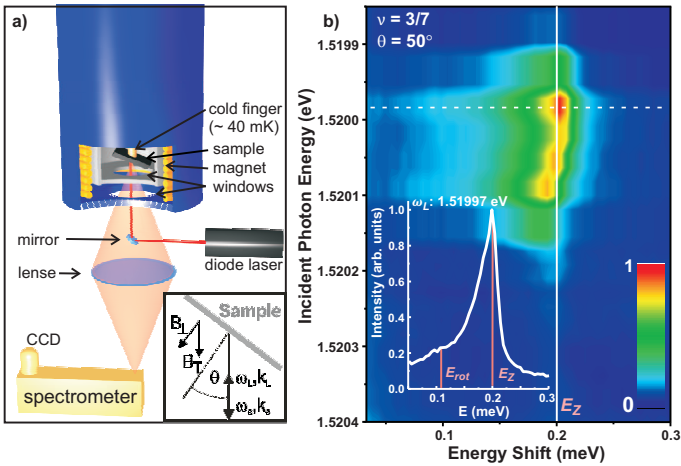 a)
cold finger
(~ 40 mK)
sample
magnet
windows
mirror
diode laser
lense
CCD
spectrometer
Sample
B⊥
B_T
θ
ω_L,k_L
ω_s,k_s
b)
ν = 3/7
θ = 50°
Incident Photon Energy (eV)
1.5199
1.5200
1.5201
1.5202
1.5203
1.5204
0.1
0.2
0.3
Energy Shift (meV)
E_Z
1
0
ω_L: 1.51997 eV
Intensity (arb. units)
1.0
0.8
0.6
0.4
0.2
0.0
E_rot
E_Z
0.1
0.2
0.3
E (meV)